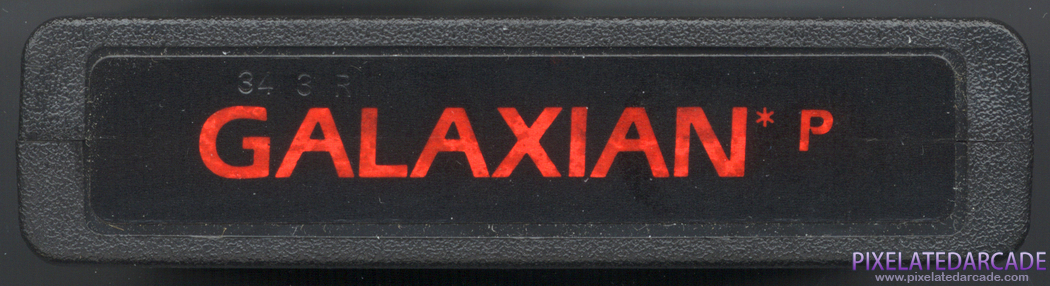 34 3 R
GALAXIAN* P
PIXELATEDARCADE
www.pixelatedarcade.com